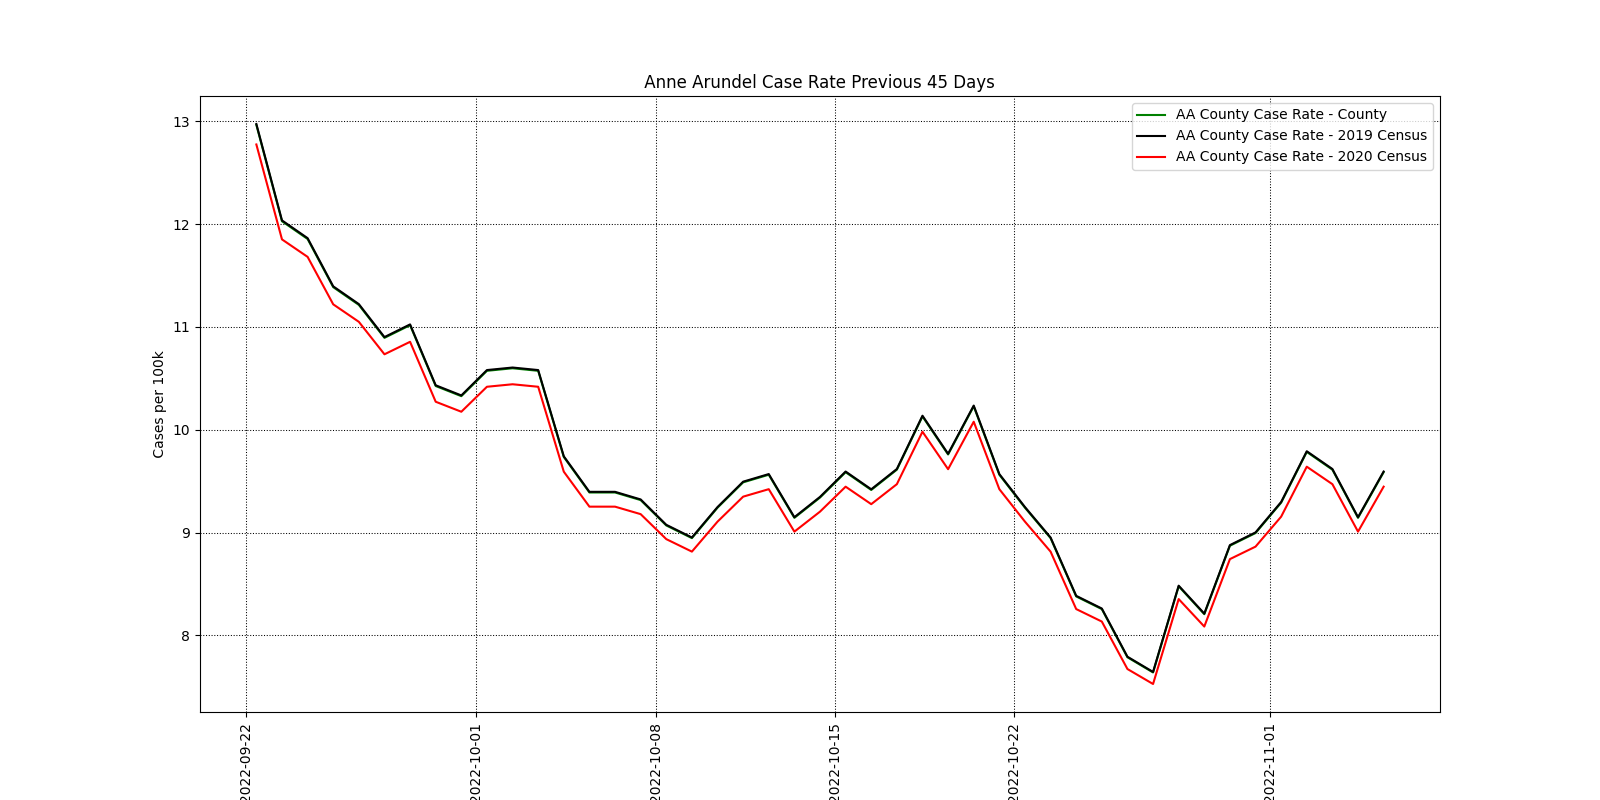 Anne Arundel Case Rate Previous 45 Days
AA County Case Rate - County
AA County Case Rate - 2019 Census
AA County Case Rate - 2020 Census
13
12
11
10
9
8
Cases per 100k
2022-09-22
2022-10-01
2022-10-08
2022-10-15
2022-10-22
2022-11-01